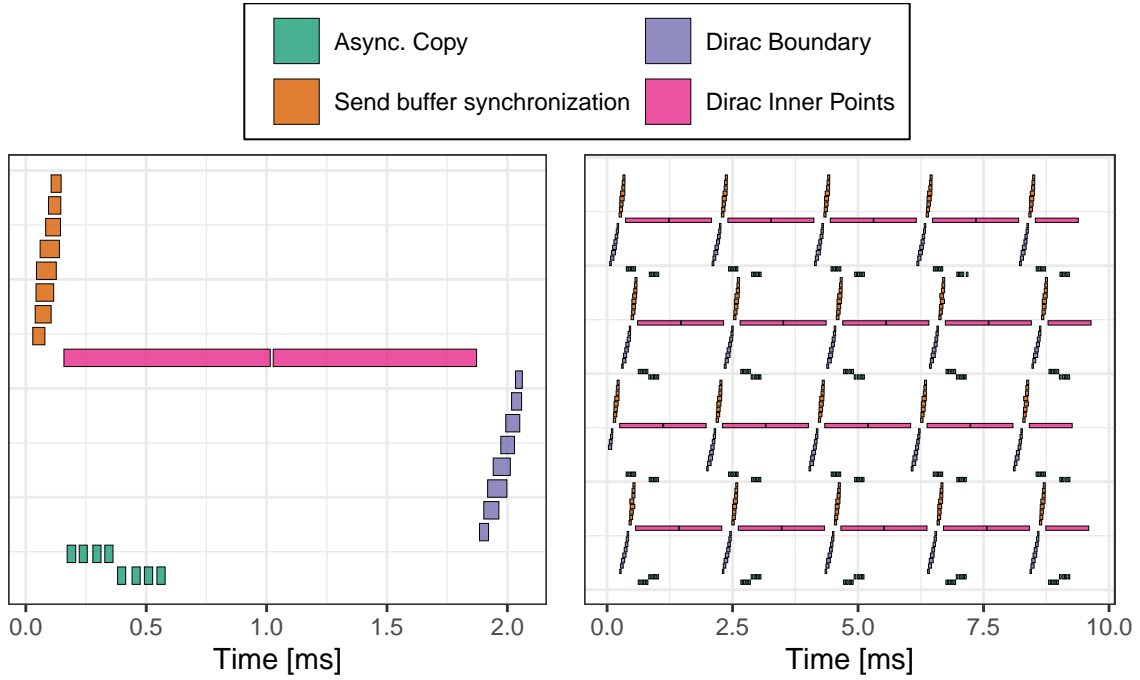 Async. Copy
Dirac Boundary
Send buffer synchronization
Dirac Inner Points
0.0 0.5 1.0 1.5 2.0
Time [ms]
0.0 2.5 5.0 7.5 10.0
Time [ms]